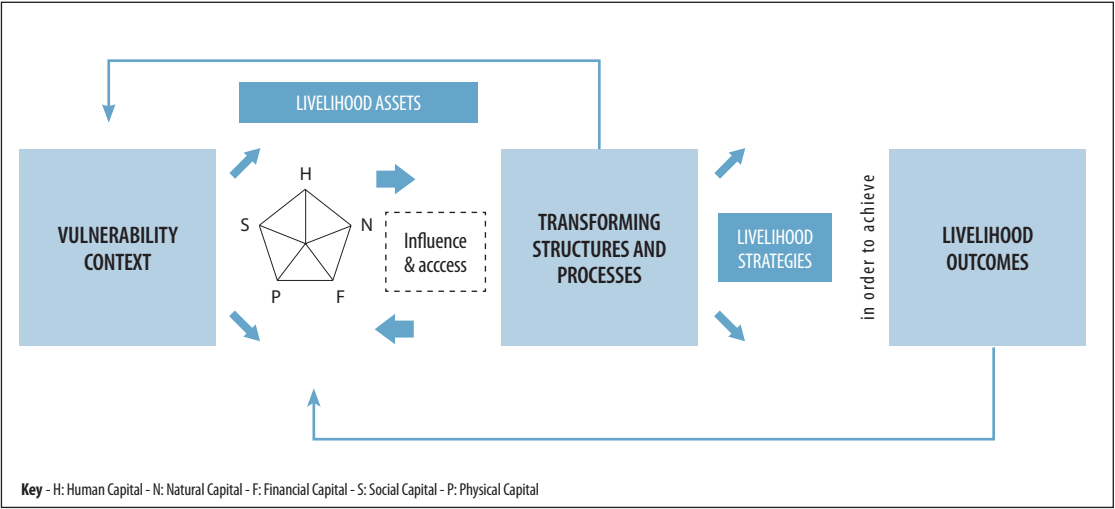 LIVELIHOOD ASSETS
VULNERABILITY
CONTEXT
H
S
N
P
F
Influence
& acccess
TRANSFORMING
STRUCTURES AND
PROCESSES
LIVELIHOOD
STRATEGIES
in order to achieve
LIVELIHOOD
OUTCOMES
Key - H: Human Capital - N: Natural Capital - F: Financial Capital - S: Social Capital - P: Physical Capital